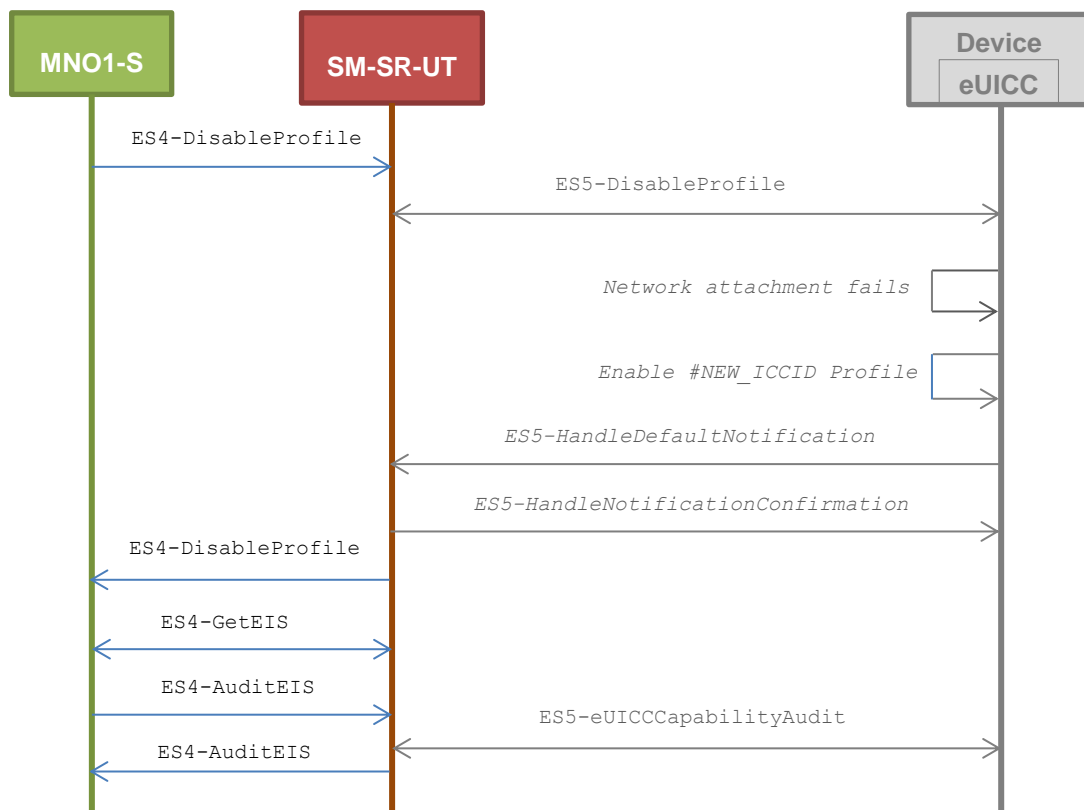 MNO1-S
SM-SR-UT
Device
eUICC
ES4-DisableProfile
ES5-DisableProfile
Network attachment fails
Enable #NEW_ICCID Profile
ES5-HandleDefaultNotification
ES5-HandleNotificationConfirmation
ES4-DisableProfile
ES4-GetEIS
ES4-AuditEIS
ES5-eUICCCapabilityAudit
ES4-AuditEIS